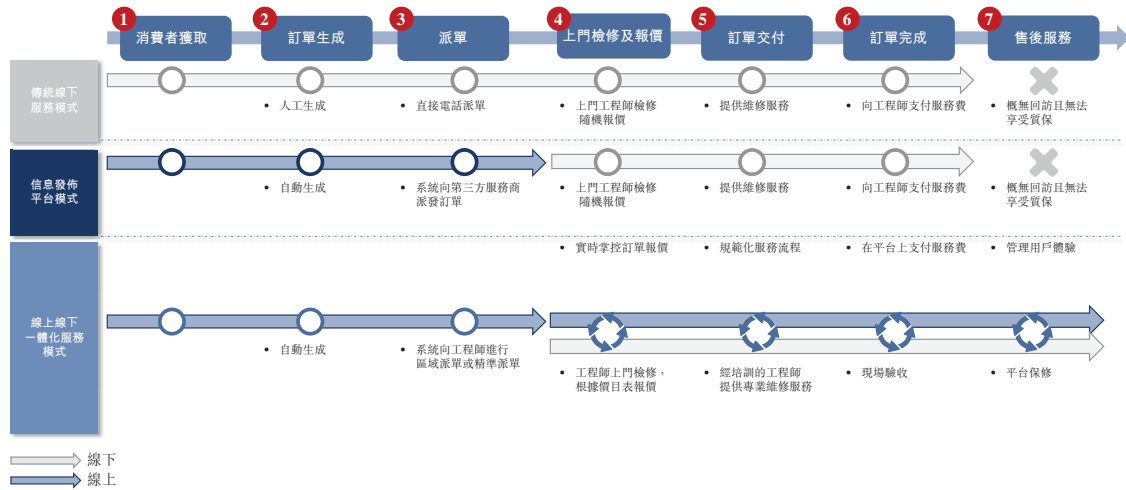 1 消費者獲取
2 訂單生成
3 派單
4 上門檢修及報價
5 訂單交付
6 訂單完成
7 售後服務
傳統線下
服務模式
• 人工生成
• 直接電話派單
• 上門工程師檢修
隨機報價
• 提供維修服務
• 向工程師支付服務費
• 概無回訪且無法
享受質保
信息發佈
平台模式
• 自動生成
• 系統向第三方服務商
派發訂單
• 上門工程師檢修
隨機報價
• 提供維修服務
• 向工程師支付服務費
• 概無回訪且無法
享受質保
線上線下
一體化服務
模式
• 實時掌控訂單報價
• 規範化服務流程
• 在平台上支付服務費
• 管理用戶體驗
• 自動生成
• 系統向工程師進行
區域派單或精準派單
• 工程師上門檢修，
根據價目表報價
• 經培訓的工程師
提供專業維修服務
• 現場驗收
• 平台保修
線下
線上